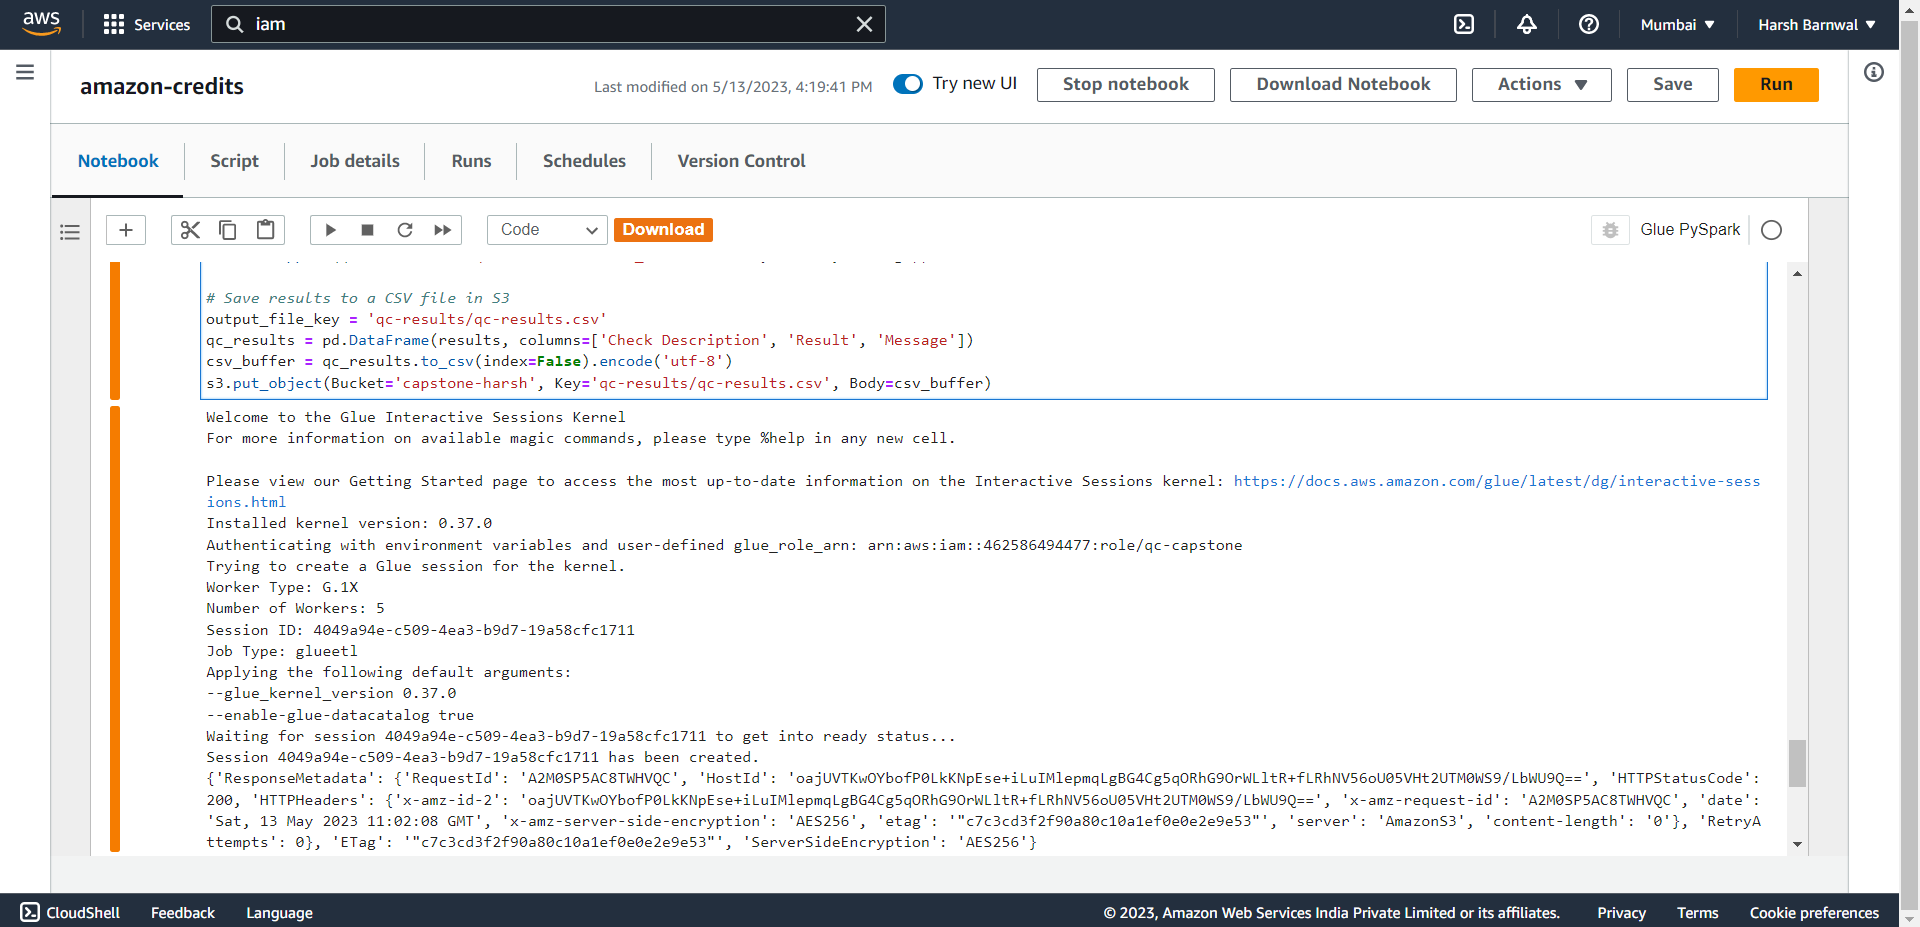 aws
Services
iam
Mumbai ▼
Harsh Barnwal ▼
amazon-credits
Last modified on 5/13/2023, 4:19:41 PM
Try new UI
Stop notebook
Download Notebook
Actions ▼
Save
Run
Notebook
Script
Job details
Runs
Schedules
Version Control
Code
Download
Glue PySpark
# Save results to a CSV file in S3
output_file_key = 'qc-results/qc-results.csv'
qc_results = pd.DataFrame(results, columns=['Check Description', 'Result', 'Message'])
csv_buffer = qc_results.to_csv(index=False).encode('utf-8')
s3.put_object(Bucket='capstone-harsh', Key='qc-results/qc-results.csv', Body=csv_buffer)
Welcome to the Glue Interactive Sessions Kernel
For more information on available magic commands, please type %help in any new cell.
Please view our Getting Started page to access the most up-to-date information on the Interactive Sessions kernel: https://docs.aws.amazon.com/glue/latest/dg/interactive-sess
ions.html
Installed kernel version: 0.37.0
Authenticating with environment variables and user-defined glue_role_arn: arn:aws:iam::462586494477:role/qc-capstone
Trying to create a Glue session for the kernel.
Worker Type: G.1X
Number of Workers: 5
Session ID: 4049a94e-c509-4ea3-b9d7-19a58cfc1711
Job Type: glueetl
Applying the following default arguments:
--glue_kernel_version 0.37.0
--enable-glue-datacatalog true
Waiting for session 4049a94e-c509-4ea3-b9d7-19a58cfc1711 to get into ready status...
Session 4049a94e-c509-4ea3-b9d7-19a58cfc1711 has been created.
{'ResponseMetadata': {'RequestId': 'A2M0SP5AC8TWHVQC', 'HostId': 'oajUVTKwOYbofP0LkKNpEse+iLuIMlepmqLgBG4Cg5qORhG9OrWLltR+fLRhNV56oU05VHt2UTM0WS9/LbWU9Q==', 'HTTPStatusCode':
200, 'HTTPHeaders': {'x-amz-id-2': 'oajUVTKwOYbofP0LkKNpEse+iLuIMlepmqLgBG4Cg5qORhG9OrWLltR+fLRhNV56oU05VHt2UTM0WS9/LbWU9Q==', 'x-amz-request-id': 'A2M0SP5AC8TWHVQC', 'date':
'Sat, 13 May 2023 11:02:08 GMT', 'x-amz-server-side-encryption': 'AES256', 'etag': '"c7c3cd3f2f90a80c10a1ef0e0e2e9e53"', 'server': 'AmazonS3', 'content-length': '0'}, 'RetryA
ttempts': 0}, 'ETag': '"c7c3cd3f2f90a80c10a1ef0e0e2e9e53"', 'ServerSideEncryption': 'AES256'}
CloudShell
Feedback
Language
© 2023, Amazon Web Services India Private Limited or its affiliates.
Privacy
Terms
Cookie preferences